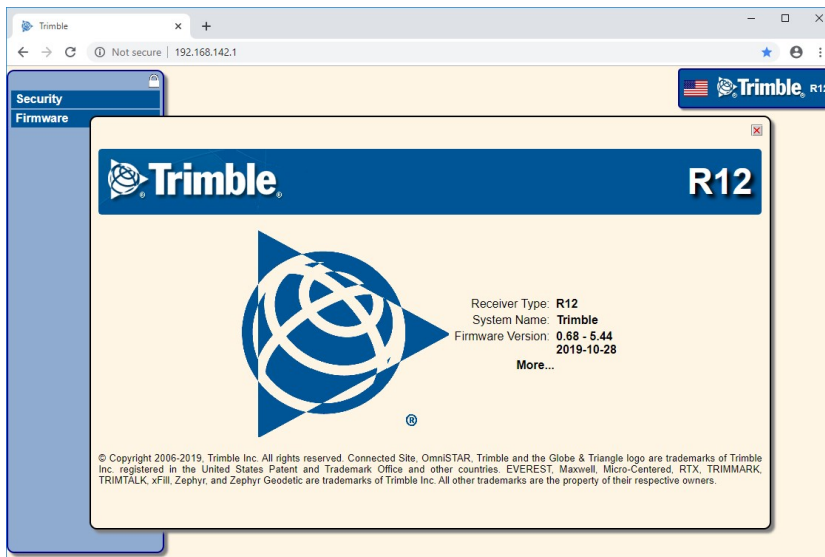 Trimble
Not secure | 192.168.142.1
Security
Firmware
Trimble® R12
Trimble® R12
Receiver Type: R12
System Name: Trimble
Firmware Version: 0.68 - 5.44
2019-10-28
More...
®
© Copyright 2006-2019, Trimble Inc. All rights reserved. Connected Site, OmniSTAR, Trimble and the Globe & Triangle logo are trademarks of Trimble
Inc. registered in the United States Patent and Trademark Office and other countries. EVEREST, Maxwell, Micro-Centered, RTX, TRIMMARK,
TRIMTALK, xFill, Zephyr, and Zephyr Geodetic are trademarks of Trimble Inc. All other trademarks are the property of their respective owners.